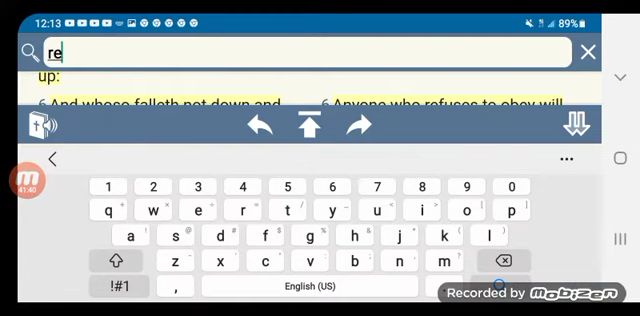 12:13 89%
re
up:
6 And whoso falleth not down and 6 Anyone who refuses to obey will
41:40
1 2 3 4 5 6 7 8 9 0
q w e r t y u i o p
a s d f g h j k l
z x c v b n m
!#1 , English (US)
Recorded by mobizen